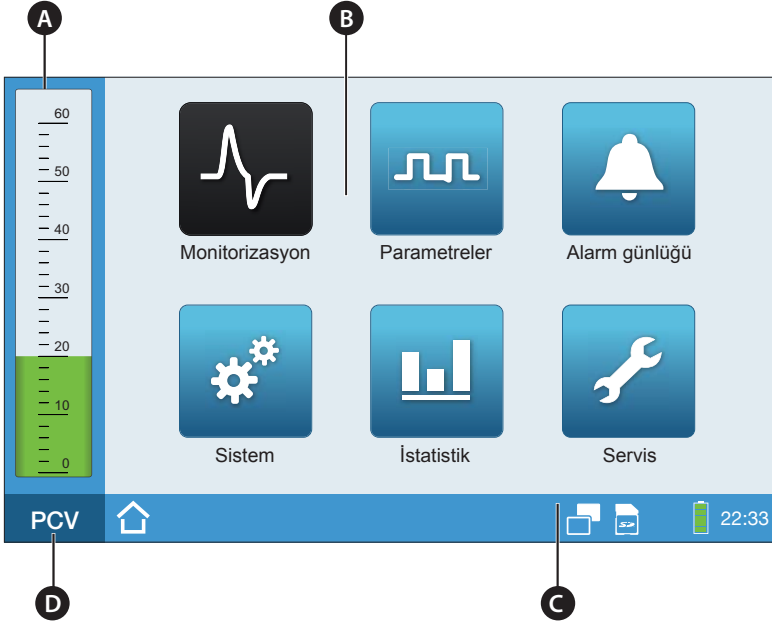 A B
60
50
40
30
20
10
0
Monitorizasyon Parametreler Alarm günlüğü
Sistem İstatistik Servis
PCV 22:33
D C